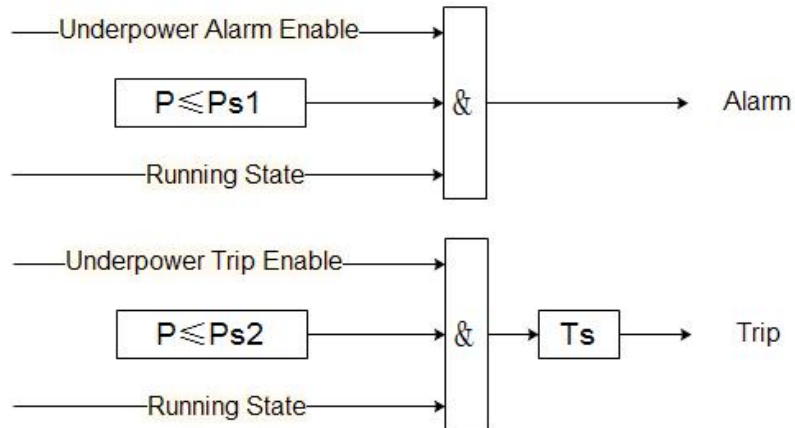 Underpower Alarm Enable
P≤Ps1
&
Alarm
Running State
Underpower Trip Enable
P≤Ps2
&
Ts
Trip
Running State